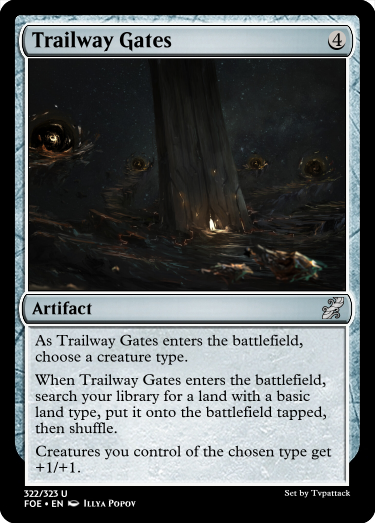 Trailway Gates 4
Artifact
As Trailway Gates enters the battlefield,
choose a creature type.
When Trailway Gates enters the battlefield,
search your library for a land with a basic
land type, put it onto the battlefield tapped,
then shuffle.
Creatures you control of the chosen type get
+1/+1.
322/323 U
FOE • EN Illya Popov
Set by Tvpattack